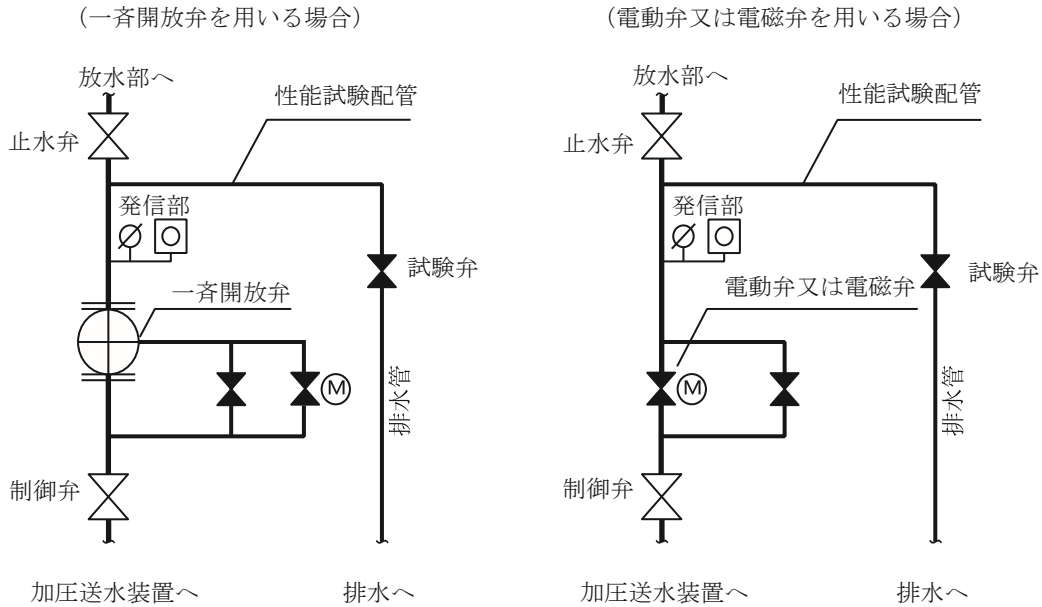 （一斉開放弁を用いる場合）
放水部へ
性能試験配管
止水弁
発信部
試験弁
一斉開放弁
M
排水管
制御弁
加圧送水装置へ
排水へ
（電動弁又は電磁弁を用いる場合）
放水部へ
性能試験配管
止水弁
発信部
試験弁
電動弁又は電磁弁
M
排水管
制御弁
加圧送水装置へ
排水へ